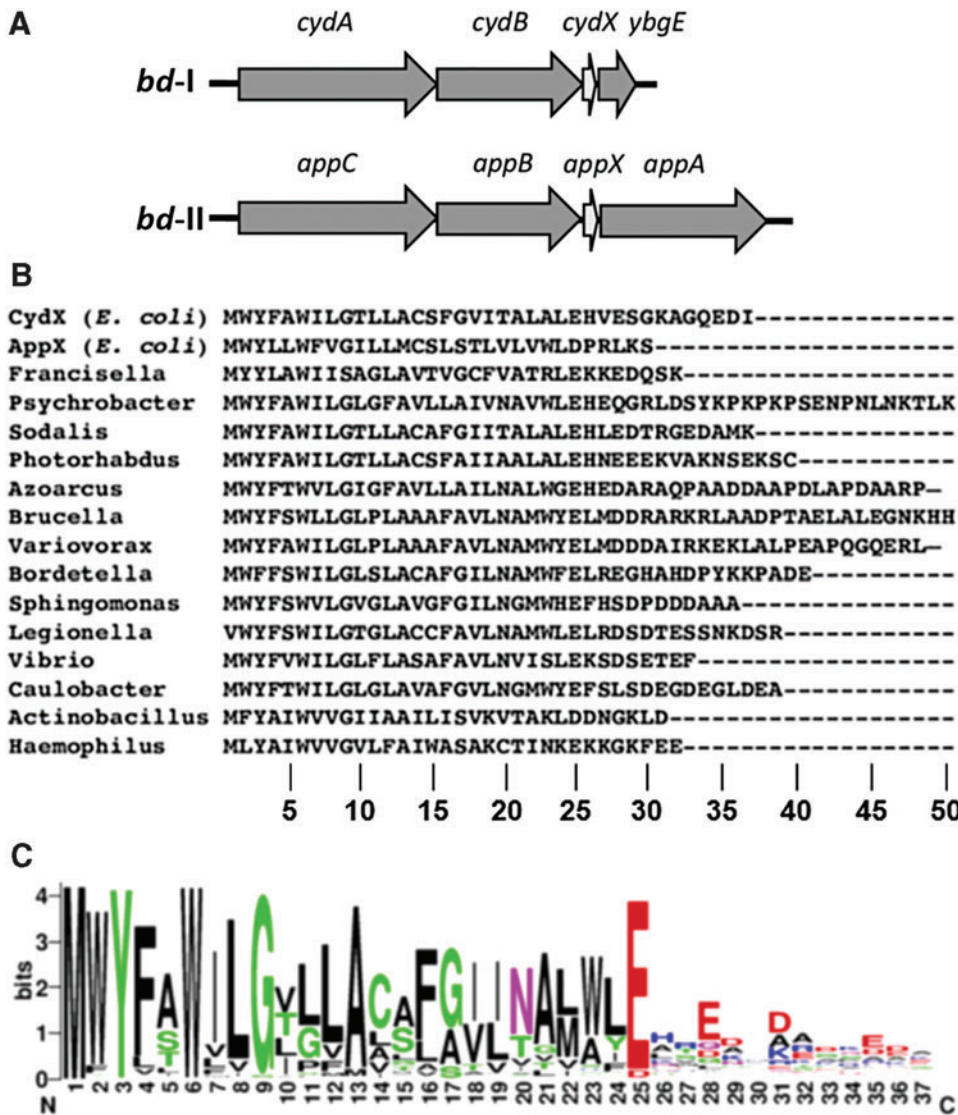 A
cydA cydB cydX ybgE
bd-I
appC appB appX appA
bd-II
B
CydX (E. coli) MWYFAWILGTLLACSFGVITALALEHVESGKAGQEDI--------------
AppX (E. coli) MWYLLWFVGILLMCSLSTLVLVWLDPRLKS---------------------
Francisella MYYLAWIISAGLAVTVGCFVATRLEKKEDQSK-------------------
Psychrobacter MWYFAWILGLGFAVLLAIVNAVWLEHEQGRLDSYKPKPKPSENPNLNKTLK
Sodalis MWYFAWILGTLLACAFGIITALALEHLEDTRGEDAMK--------------
Photorhabdus MWYFAWILGTLLACSFAIIAALALEHNEEEKVAKNSEKSC-----------
Azoarcus MWYFTWVLGIGFAVLLAILNALWGEHEDARAQPAADDAAPDLAPDAARP—
Brucella MWYFSWLLGLPLAAAFAVLNAMWYELMDDRARKRLAADPTAELALEGNKHH
Variovorax MWYFAWILGLPLAAAFAVLNAMWYELMDDDAIRKEKLALPEAPQGQERL—
Bordetella MWFFSWILGLSLACAFGILNAMWFELREGHAHDPYKKPADE----------
Sphingomonas MWYFSWVLGVGLAVGFGILNGMWHEFHSDPDDDAAA---------------
Legionella VWYFSWILGTGLACCFAVLNAMWLELRDSDTESSNKDSR------------
Vibrio MWYFVWILGLFLASAFAVLNVISLEKSDSETEF------------------
Caulobacter MWYFTWILGLGLAVAFGVLNGMWYEFSLSDEGDEGLDEA------------
Actinobacillus MFYAIWVVGIIAAILISVKVTAKLDDNGKLD--------------------
Haemophilus MLYAIWVVGVLFAIWASAKCTINKEKKGKFEE-------------------
5 10 15 20 25 30 35 40 45 50
C
4
3
2
1
0
bits
1 2 3 4 5 6 7 8 9 10 11 12 13 14 15 16 17 18 19 20 21 22 23 24 25 26 27 28 29 30 31 32 33 34 35 36 37
N C